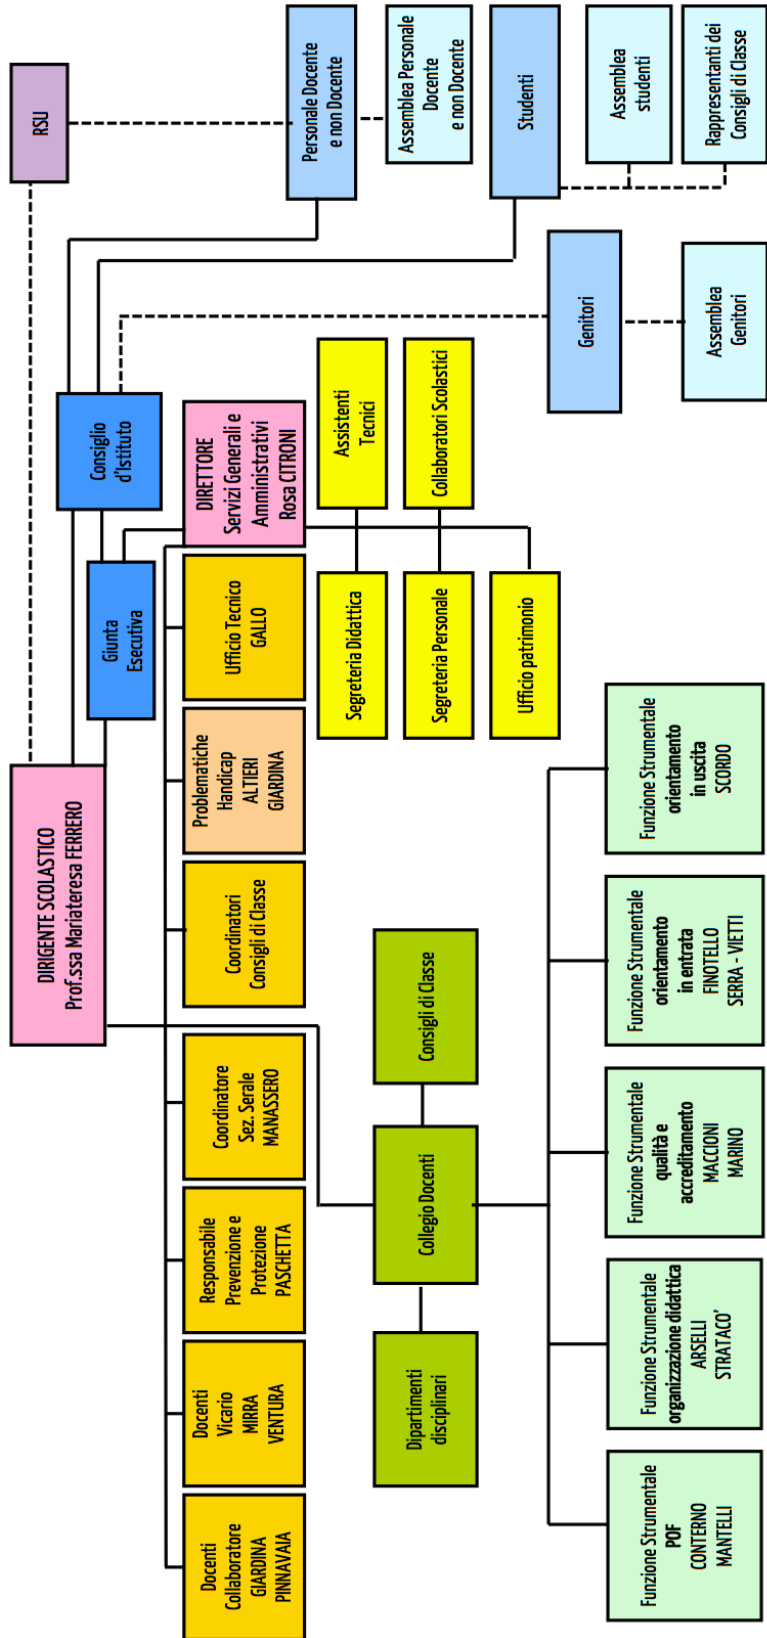 DIRIGENTE SCOLASTICO
Prof.ssa Mariateresa FERRERO
RSU
Giunta
Esecutiva
Consiglio
d'Istituto
Docenti
Collaboratore
GIARDINA
PINNAVAIA
Docenti
Vicario
MIRRA
VENTURA
Responsabile
Prevenzione e
Protezione
PASCHETTA
Coordinatore
Sez. Serale
MANASSERO
Coordinatori
Consigli di Classe
Problematiche
Handicap
ALTIERI
GIARDINA
Ufficio Tecnico
GALLO
DIRETTORE
Servizi Generali e
Amministrativi
Rosa CITRONI
Personale Docente
e non Docente
Assemblea Personale
Docente
e non Docente
Studenti
Assemblea
studenti
Rappresentanti dei
Consigli di Classe
Genitori
Assemblea
Genitori
Segreteria Didattica
Assistenti
Tecnici
Segreteria Personale
Collaboratori Scolastici
Ufficio patrimonio
Dipartimenti
disciplinari
Collegio Docenti
Consigli di Classe
Funzione Strumentale
POF
CONTERNO
MANTELLI
Funzione Strumentale
organizzazione didattica
ARSELLI
STRATACO'
Funzione Strumentale
qualità e
accreditamento
MACCIONI
MARINO
Funzione Strumentale
orientamento
in entrata
FINOTELLO
SERRA - VIETTI
Funzione Strumentale
orientamento
in uscita
SCORDO